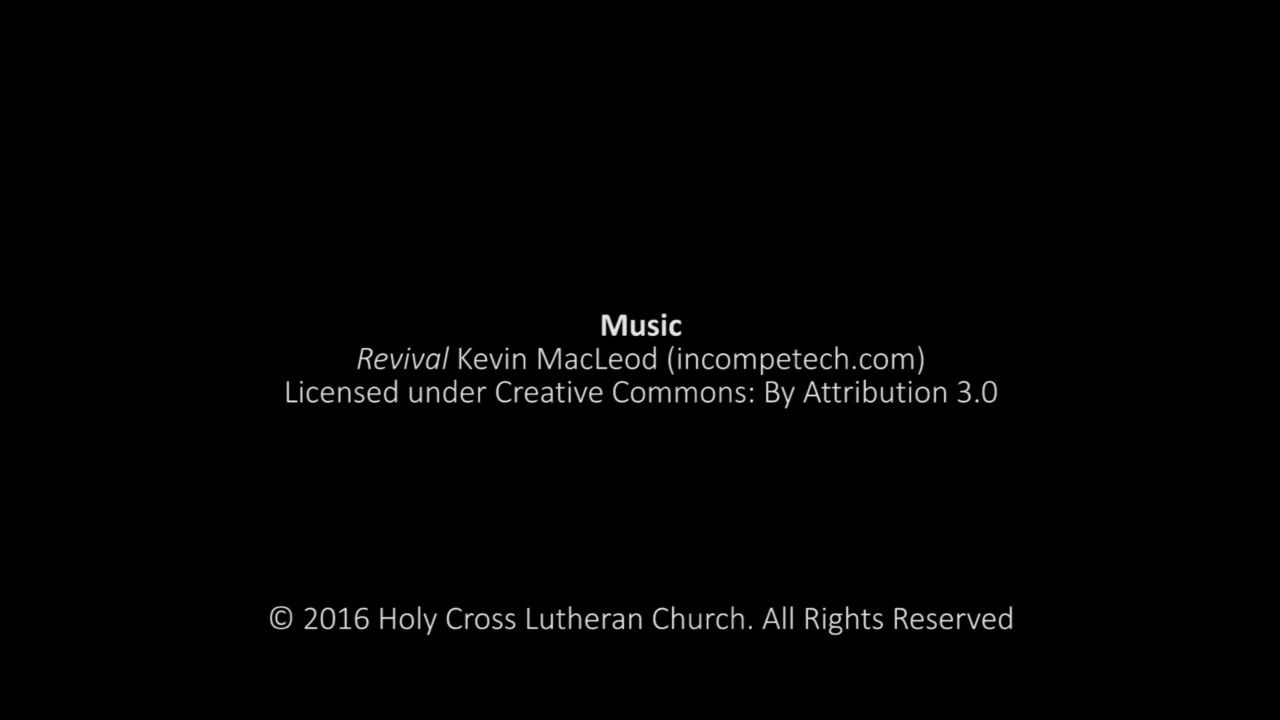 Music
Revival Kevin MacLeod (incompetech.com)
Licensed under Creative Commons: By Attribution 3.0
© 2016 Holy Cross Lutheran Church. All Rights Reserved